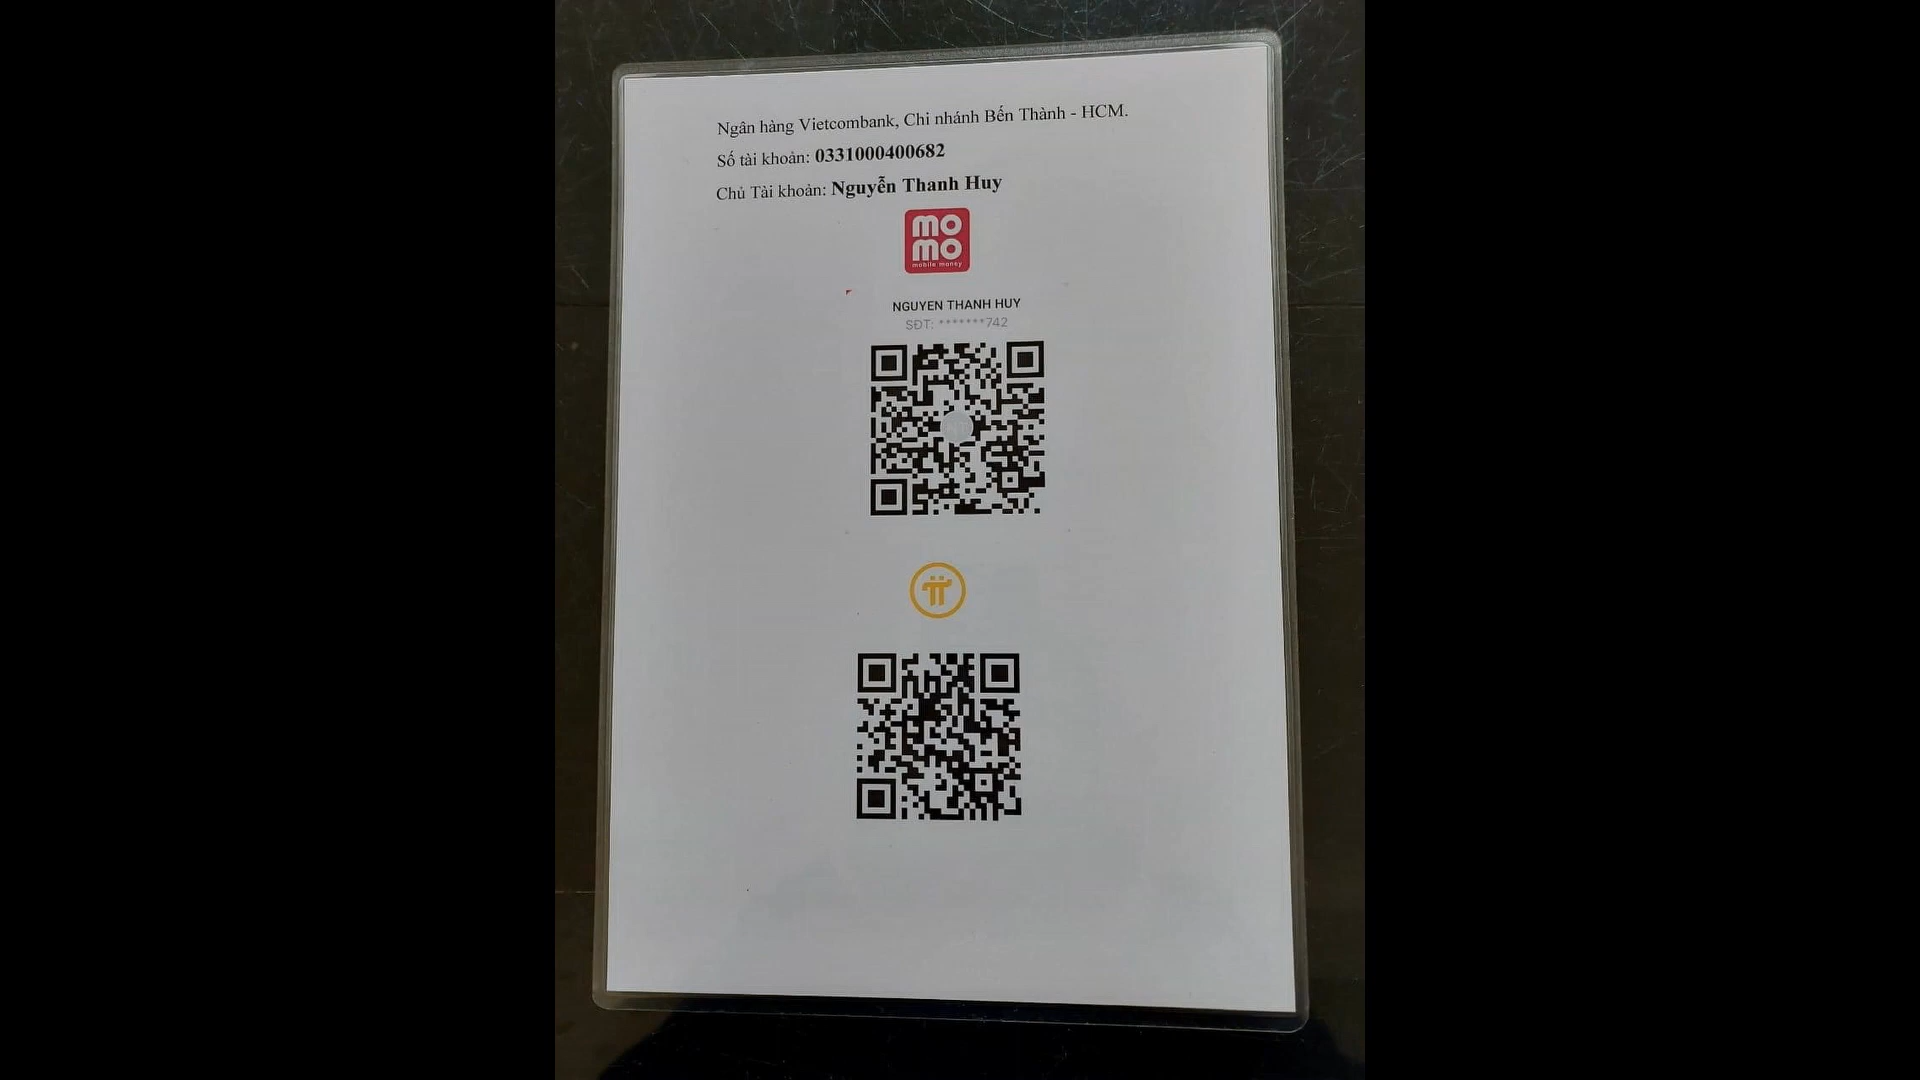 Ngân hàng Vietcombank, Chi nhánh Bến Thành - HCM.
Số tài khoản: 0331000400682
Chủ Tài khoản: Nguyễn Thanh Huy
mo
mo
mobile money
NGUYEN THANH HUY
SĐT: *******742